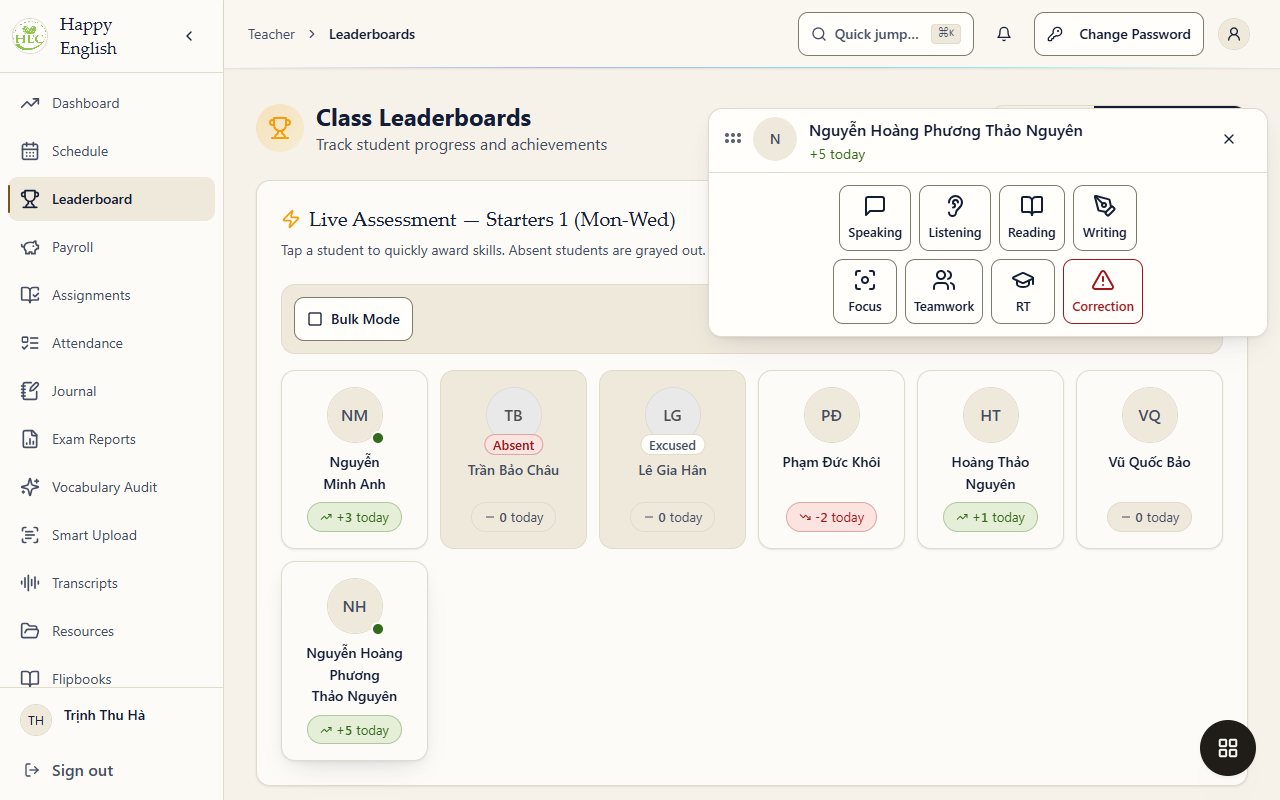 HEC
Happy
English
Dashboard
Schedule
Leaderboard
Payroll
Assignments
Attendance
Journal
Exam Reports
Vocabulary Audit
Smart Upload
Transcripts
Resources
Flipbooks
TH
Trịnh Thu Hà
Sign out
Teacher
Leaderboards
Quick jump...
⌘K
Change Password
Class Leaderboards
Track student progress and achievements
Live Assessment — Starters 1 (Mon-Wed)
Tap a student to quickly award skills. Absent students are grayed out.
Bulk Mode
N
Nguyễn Hoàng Phương Thảo Nguyên
+5 today
Speaking
Listening
Reading
Writing
Focus
Teamwork
RT
Correction
NM
Nguyễn
Minh Anh
+3 today
TB
Absent
Trần Bảo Châu
0 today
LG
Excused
Lê Gia Hân
0 today
PĐ
Phạm Đức Khôi
-2 today
HT
Hoàng Thảo
Nguyên
+1 today
VQ
Vũ Quốc Bảo
0 today
NH
Nguyễn Hoàng
Phương
Thảo Nguyên
+5 today